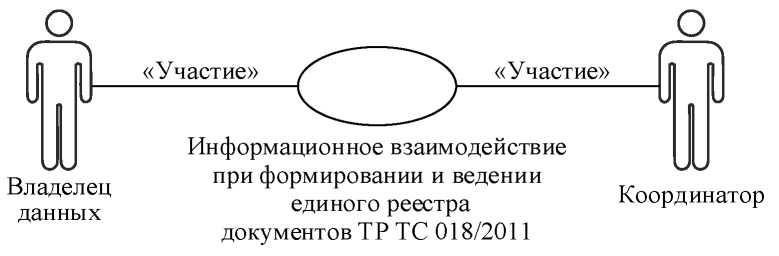 «Участие»
«Участие»
Информационное взаимодействие
при формировании и ведении
единого реестра
документов ТР ТС 018/2011
Владелец
данных
Координатор